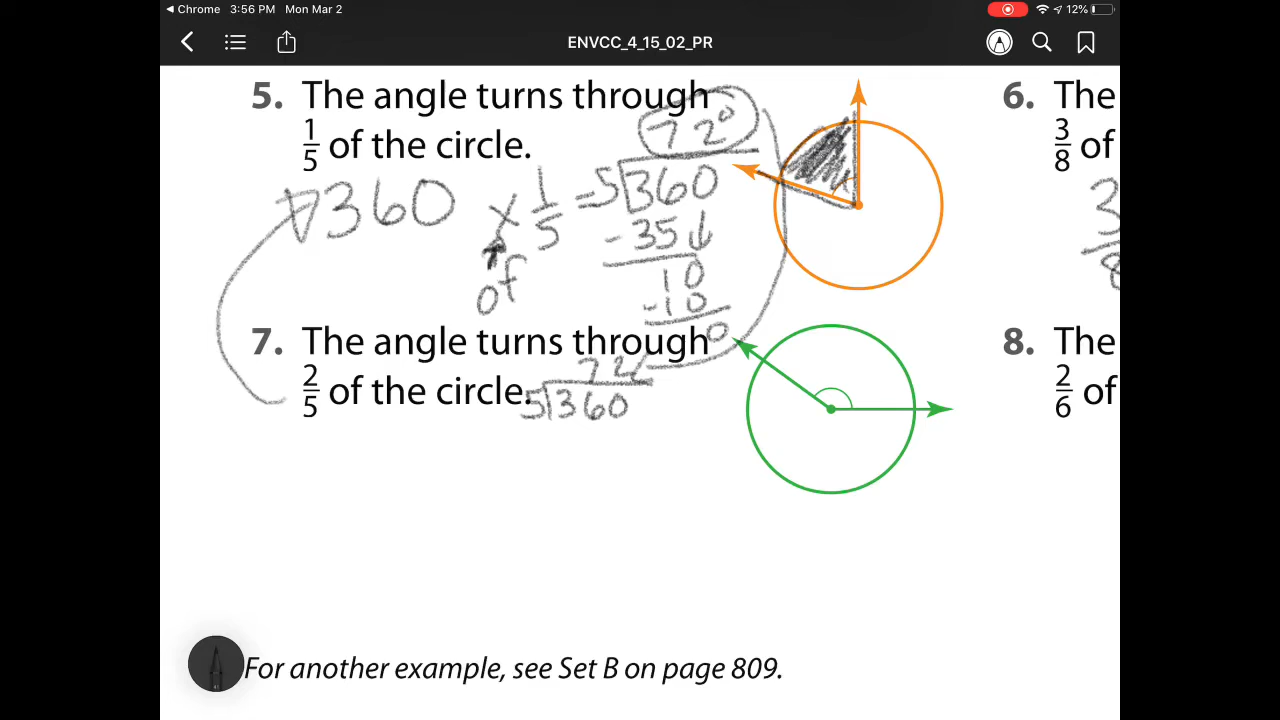 Chrome 3:56 PM Mon Mar 2 12%
ENVCC_4_15_02_PR
5. The angle turns through
1/5 of the circle.
72°
360 × 1/5 = 5 360
-35
10
of
-10
0
6. The
3/8 of
3
7. The angle turns through
2/5 of the circle.
72
5 360
8. The
2/6 of
For another example, see Set B on page 809.